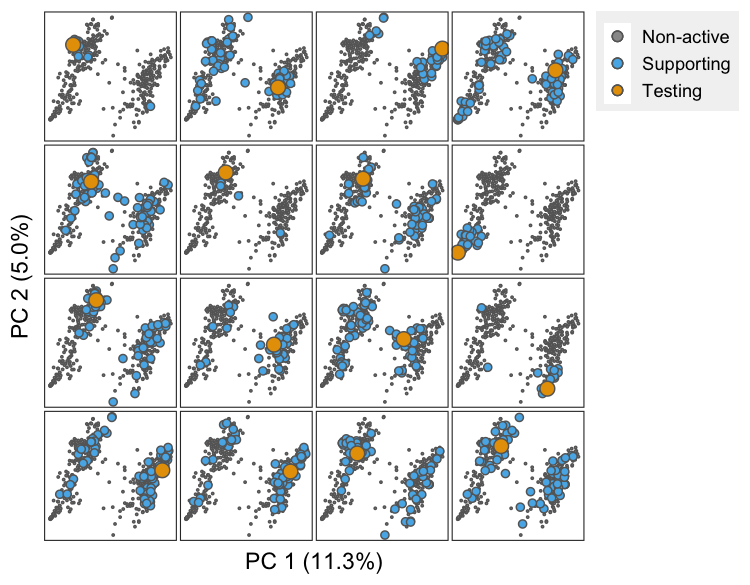 Non-active
Supporting
Testing
PC 2 (5.0%)
PC 1 (11.3%)